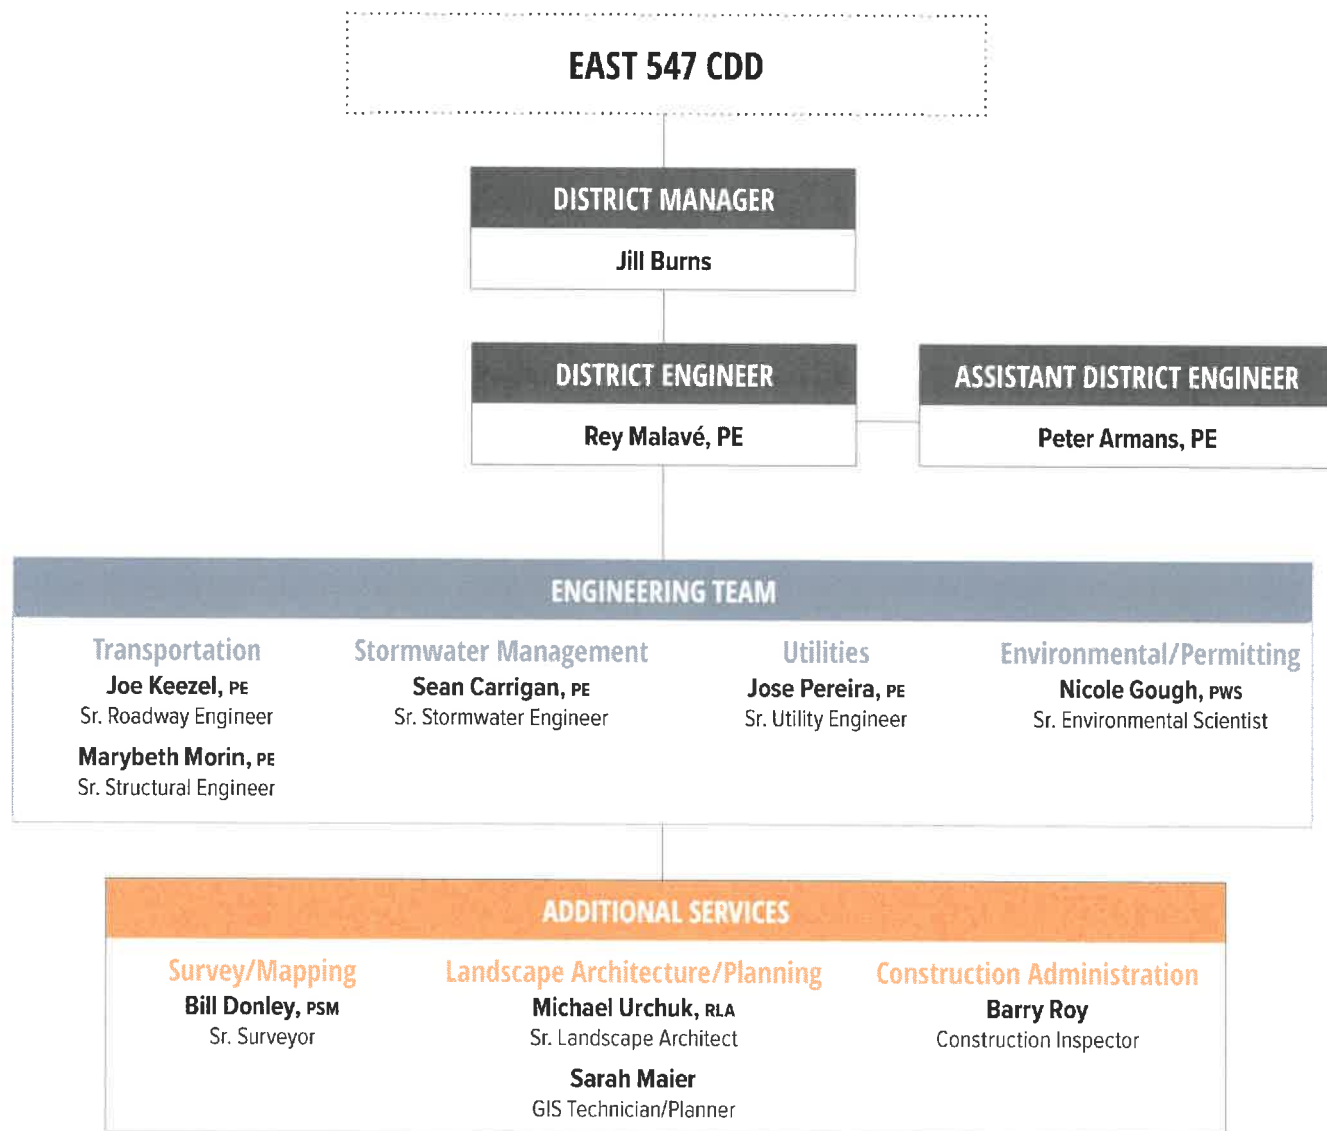 EAST 547 CDD
DISTRICT MANAGER
Jill Burns
DISTRICT ENGINEER
Rey Malavé, PE
ASSISTANT DISTRICT ENGINEER
Peter Armans, PE
ENGINEERING TEAM
Transportation
Joe Keezel, PE
Sr. Roadway Engineer
Marybeth Morin, PE
Sr. Structural Engineer
Stormwater Management
Sean Carrigan, PE
Sr. Stormwater Engineer
Utilities
Jose Pereira, PE
Sr. Utility Engineer
Environmental/Permitting
Nicole Gough, PWS
Sr. Environmental Scientist
ADDITIONAL SERVICES
Survey/Mapping
Bill Donley, PSM
Sr. Surveyor
Landscape Architecture/Planning
Michael Urchuk, RLA
Sr. Landscape Architect
Sarah Maier
GIS Technician/Planner
Construction Administration
Barry Roy
Construction Inspector